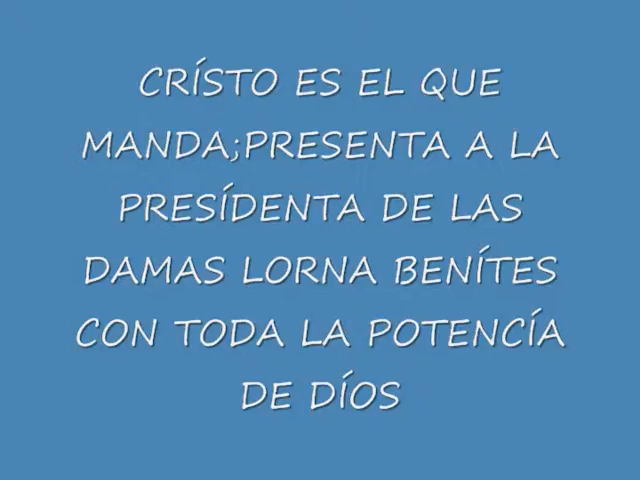 CRÍSTO ES EL QUE
MANDA;PRESENTA A LA
PRESÍDENTA DE LAS
DAMAS LORNA BENÍTES
CON TODA LA POTENCÍA
DE DÍOS